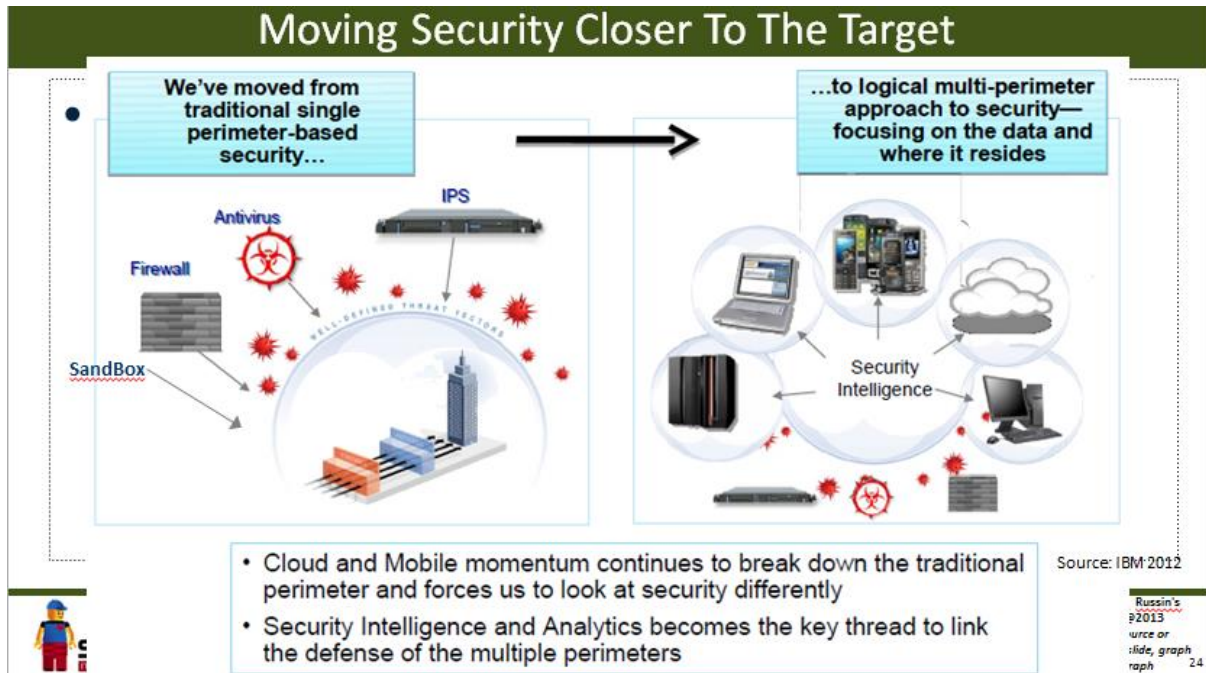 Moving Security Closer To The Target
We've moved from
traditional single
perimeter-based
security…
…to logical multi-perimeter
approach to security—
focusing on the data and
where it resides
IPS
Antivirus
Firewall
SandBox
WELL-DEFINED THREAT VECTORS
Security
Intelligence
• Cloud and Mobile momentum continues to break down the traditional
perimeter and forces us to look at security differently
• Security Intelligence and Analytics becomes the key thread to link
the defense of the multiple perimeters
Source: IBM 2012
Russin's
@2013
urce or
slide, graph
raph
24